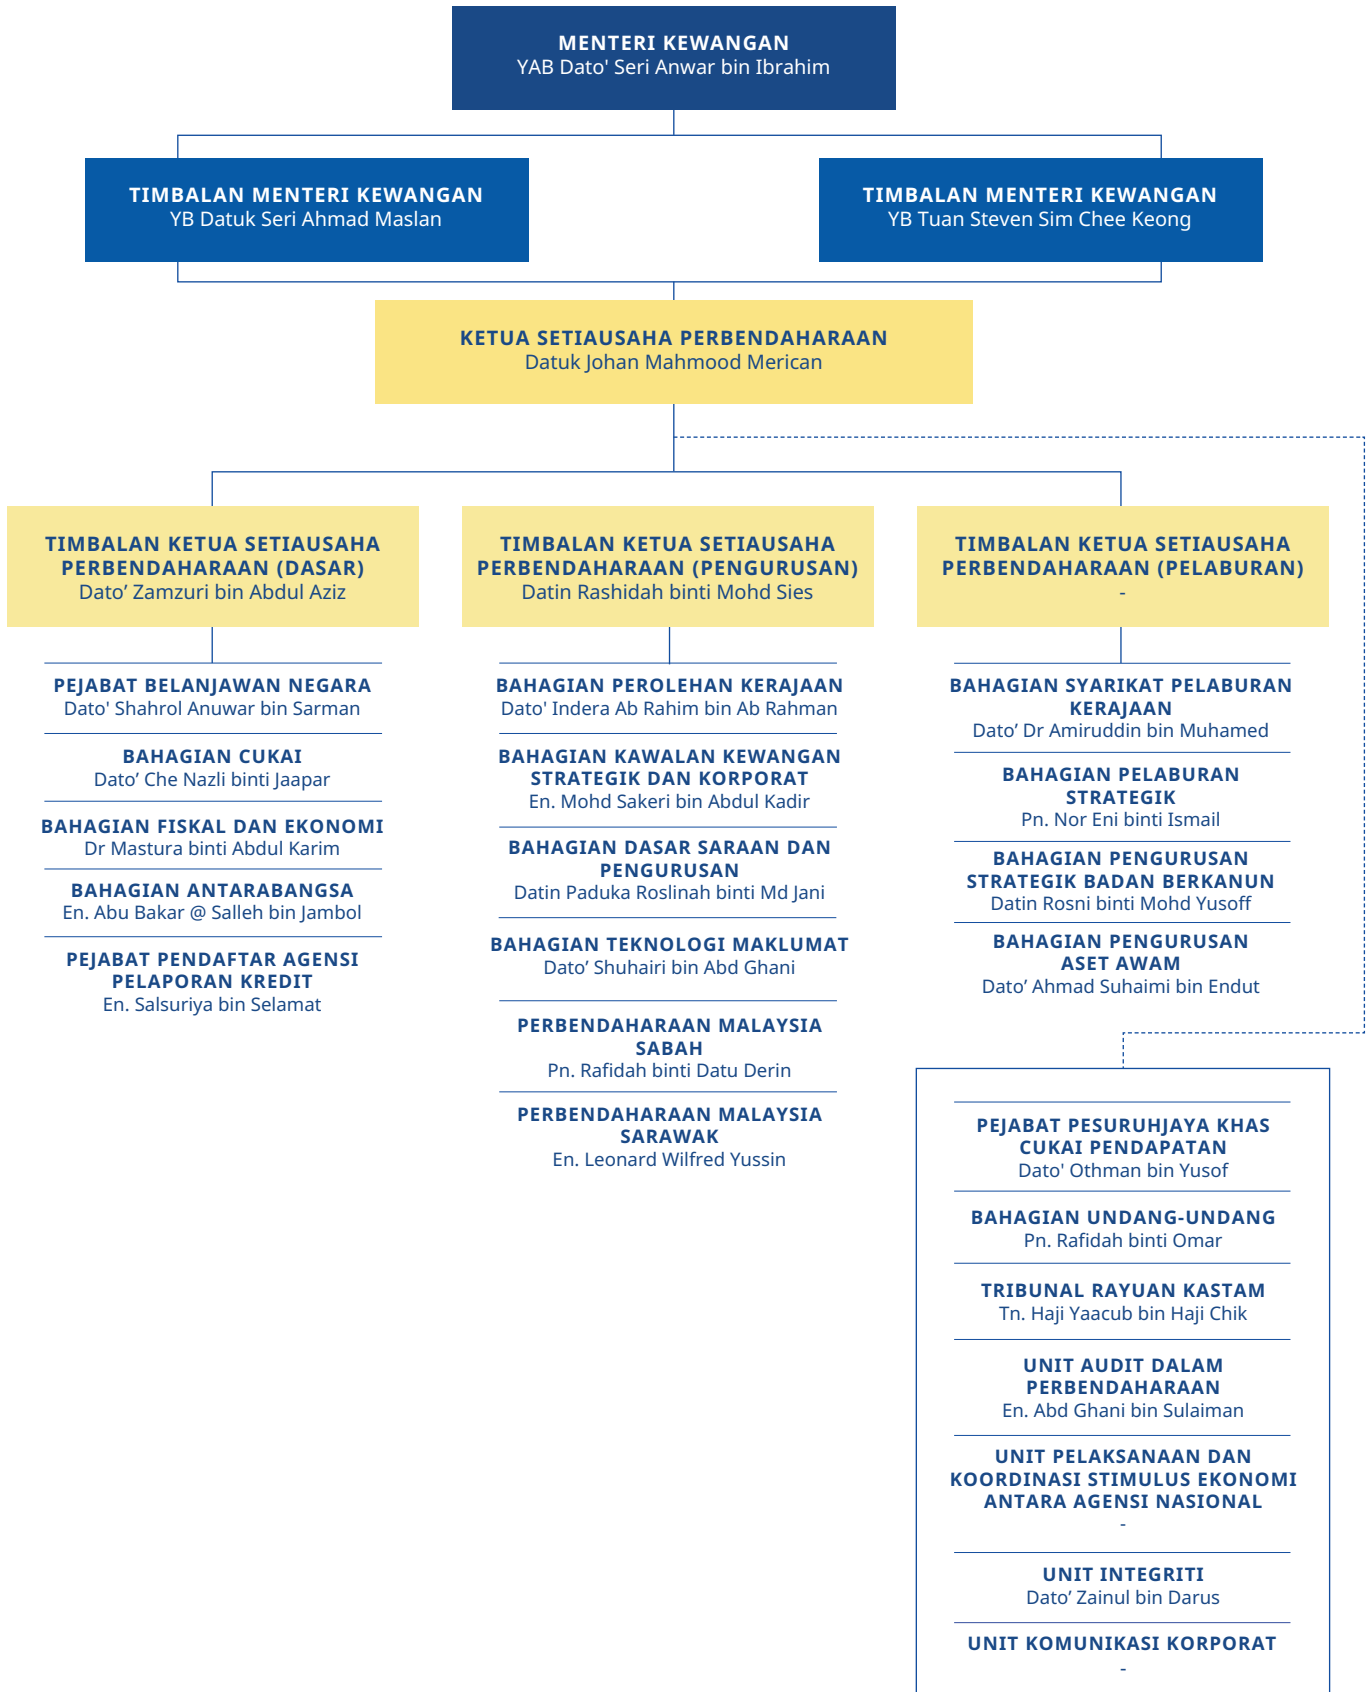 MENTERI KEWANGAN
YAB Dato' Seri Anwar bin Ibrahim
TIMBALAN MENTERI KEWANGAN
YB Datuk Seri Ahmad Maslan
TIMBALAN MENTERI KEWANGAN
YB Tuan Steven Sim Chee Keong
KETUA SETIAUSAHA PERBENDAHARAAN
Datuk Johan Mahmood Merican
TIMBALAN KETUA SETIAUSAHA
PERBENDAHARAAN (DASAR)
Dato’ Zamzuri bin Abdul Aziz
PEJABAT BELANJAWAN NEGARA
Dato' Shahrol Anuwar bin Sarman
BAHAGIAN CUKAI
Dato’ Che Nazli binti Jaapar
BAHAGIAN FISKAL DAN EKONOMI
Dr Mastura binti Abdul Karim
BAHAGIAN ANTARABANGSA
En. Abu Bakar @ Salleh bin Jambol
PEJABAT PENDAFTAR AGENSI
PELAPORAN KREDIT
En. Salsuriya bin Selamat
TIMBALAN KETUA SETIAUSAHA
PERBENDAHARAAN (PENGURUSAN)
Datin Rashidah binti Mohd Sies
BAHAGIAN PEROLEHAN KERAJAAN
Dato' Indera Ab Rahim bin Ab Rahman
BAHAGIAN KAWALAN KEWANGAN
STRATEGIK DAN KORPORAT
En. Mohd Sakeri bin Abdul Kadir
BAHAGIAN DASAR SARAAN DAN
PENGURUSAN
Datin Paduka Roslinah binti Md Jani
BAHAGIAN TEKNOLOGI MAKLUMAT
Dato’ Shuhairi bin Abd Ghani
PERBENDAHARAAN MALAYSIA
SABAH
Pn. Rafidah binti Datu Derin
PERBENDAHARAAN MALAYSIA
SARAWAK
En. Leonard Wilfred Yussin
TIMBALAN KETUA SETIAUSAHA
PERBENDAHARAAN (PELABURAN)
-
BAHAGIAN SYARIKAT PELABURAN
KERAJAAN
Dato’ Dr Amiruddin bin Muhamed
BAHAGIAN PELABURAN
STRATEGIK
Pn. Nor Eni binti Ismail
BAHAGIAN PENGURUSAN
STRATEGIK BADAN BERKANUN
Datin Rosni binti Mohd Yusoff
BAHAGIAN PENGURUSAN
ASET AWAM
Dato’ Ahmad Suhaimi bin Endut
PEJABAT PESURUHJAYA KHAS
CUKAI PENDAPATAN
Dato' Othman bin Yusof
BAHAGIAN UNDANG-UNDANG
Pn. Rafidah binti Omar
TRIBUNAL RAYUAN KASTAM
Tn. Haji Yaacub bin Haji Chik
UNIT AUDIT DALAM
PERBENDAHARAAN
En. Abd Ghani bin Sulaiman
UNIT PELAKSANAAN DAN
KOORDINASI STIMULUS EKONOMI
ANTARA AGENSI NASIONAL
-
UNIT INTEGRITI
Dato’ Zainul bin Darus
UNIT KOMUNIKASI KORPORAT
-